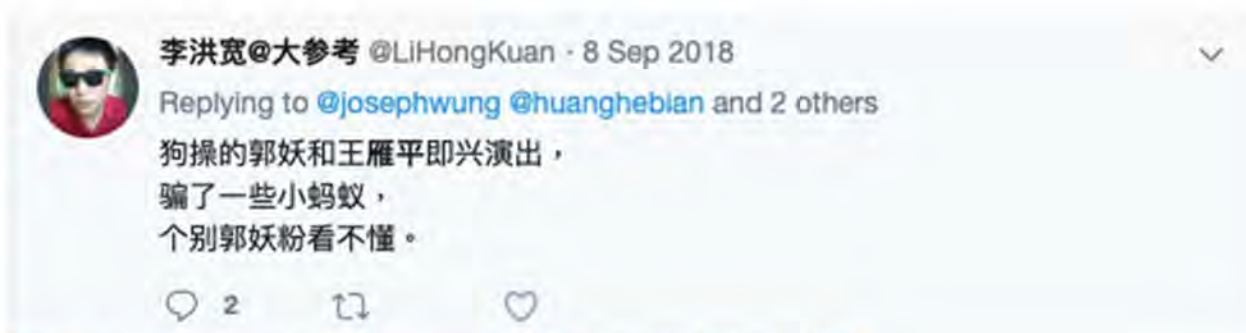 李洪宽@大参考 @LiHongKuan · 8 Sep 2018
Replying to @josephwung @huanghebian and 2 others
狗操的郭妖和王雁平即兴演出，
骗了一些小蚂蚁，
个别郭妖粉看不懂。
2